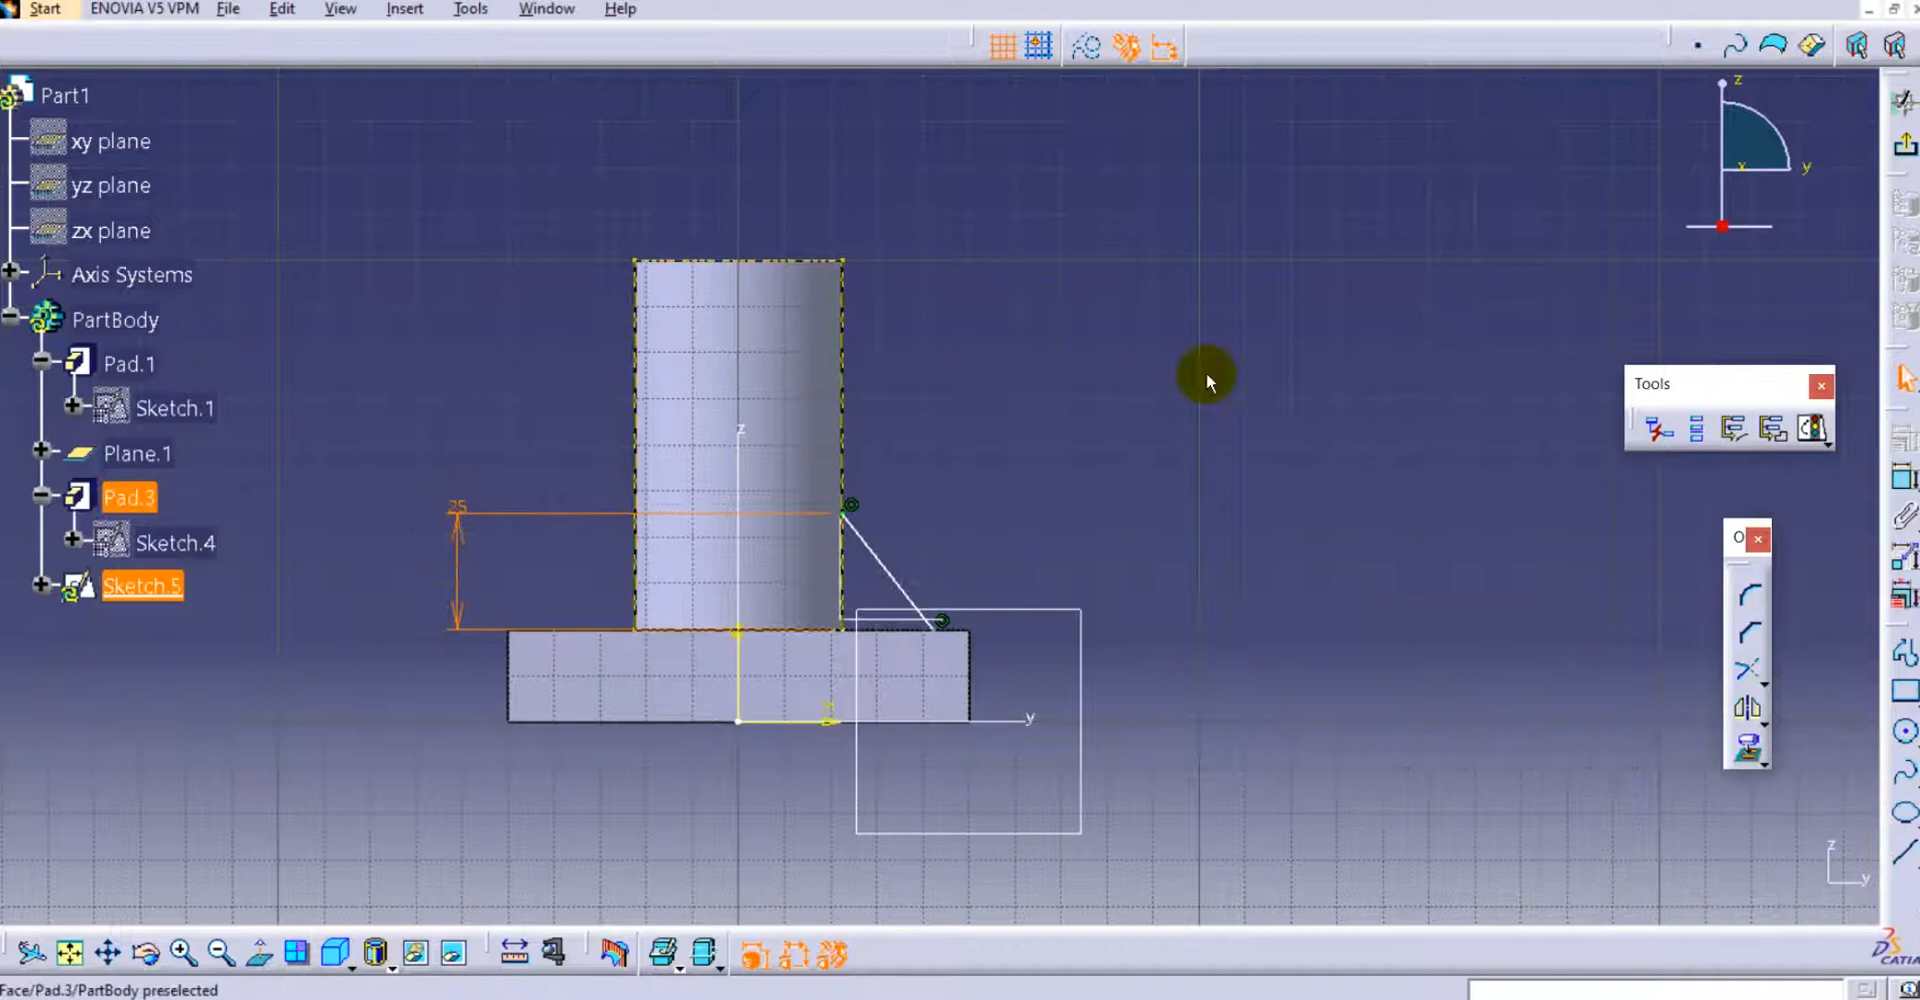 Start ENOVIA V5 VPM File Edit View Insert Tools Window Help
Part1
xy plane
yz plane
zx plane
Axis Systems
PartBody
Pad.1
Sketch.1
Plane.1
Pad.3
Sketch.4
Sketch.5
z
x
y
z
25
y
Tools
O
z
y
CATIA
Face/Pad.3/PartBody preselected